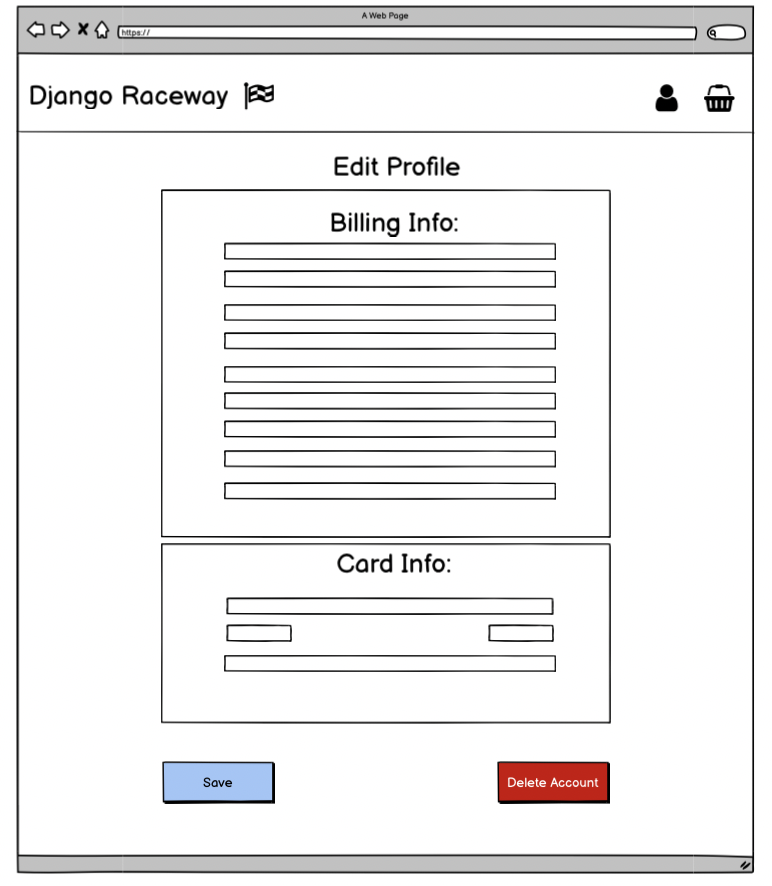 A Web Page
https://
Django Raceway
Edit Profile
Billing Info:
Card Info:
Save
Delete Account